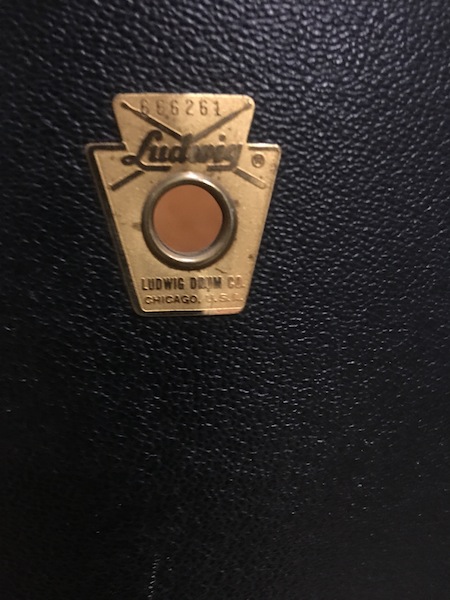 666261
Ludwig ®
LUDWIG DRUM CO.
CHICAGO, U.S.A.